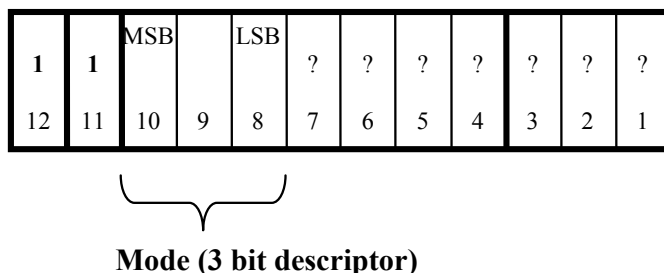 MSB LSB
1 1 ? ? ? ? ? ? ?
12 11 10 9 8 7 6 5 4 3 2 1
Mode (3 bit descriptor)